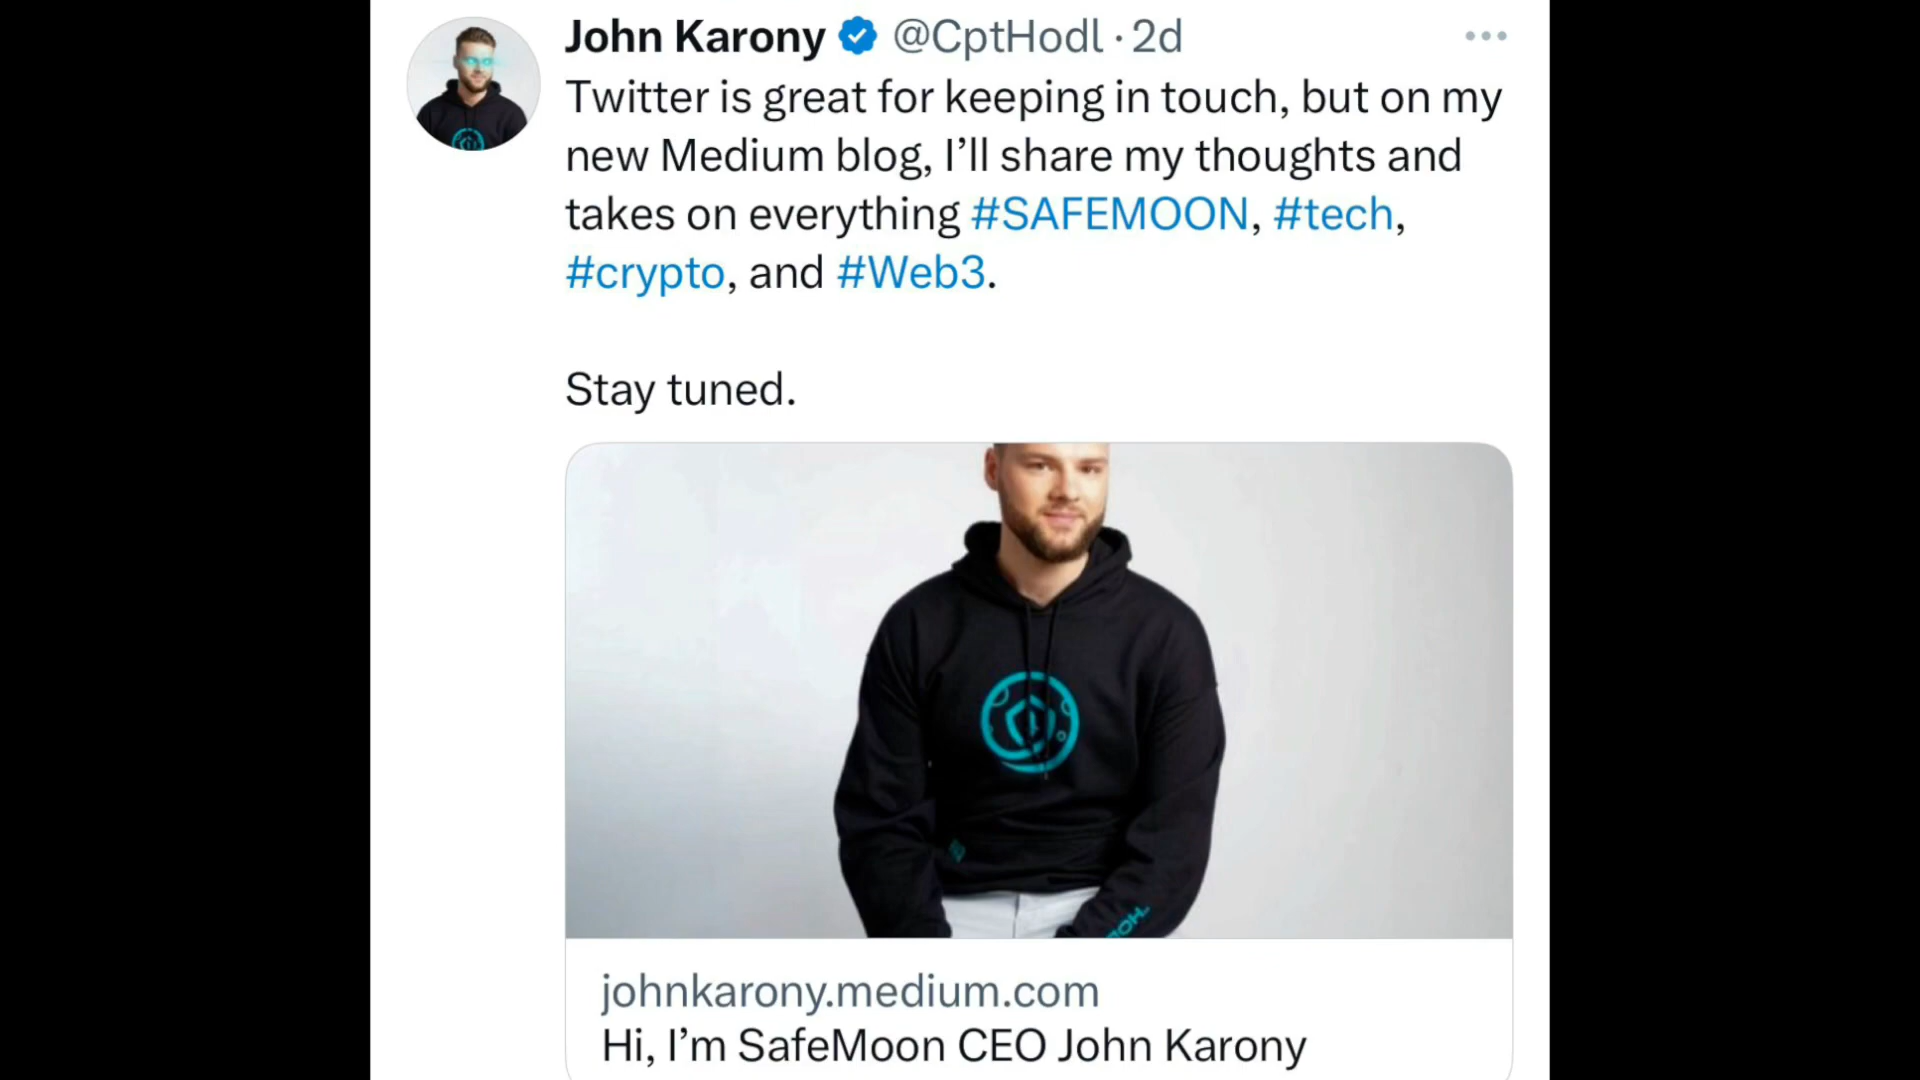 John Karony @CptHodl · 2d
Twitter is great for keeping in touch, but on my
new Medium blog, I’ll share my thoughts and
takes on everything #SAFEMOON, #tech,
#crypto, and #Web3.
Stay tuned.
johnkarony.medium.com
Hi, I’m SafeMoon CEO John Karony